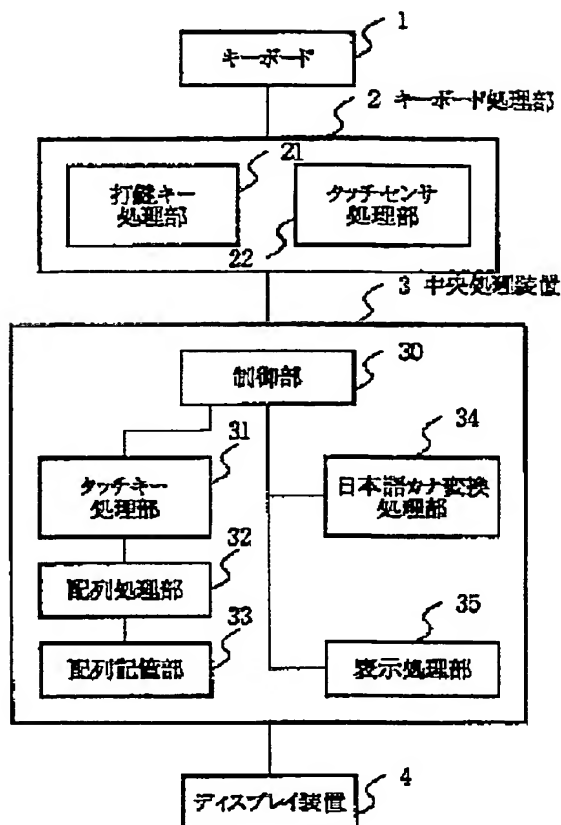 1
キーボード
2 キーボード処理部
21
打鍵キー
処理部
タッチセンサ
処理部
22
3 中央処理装置
30
制御部
31
タッチキー
処理部
34
日本語カナ変換
処理部
32
配列処理部
33
配列記憶部
35
表示処理部
4
ディスプレイ装置